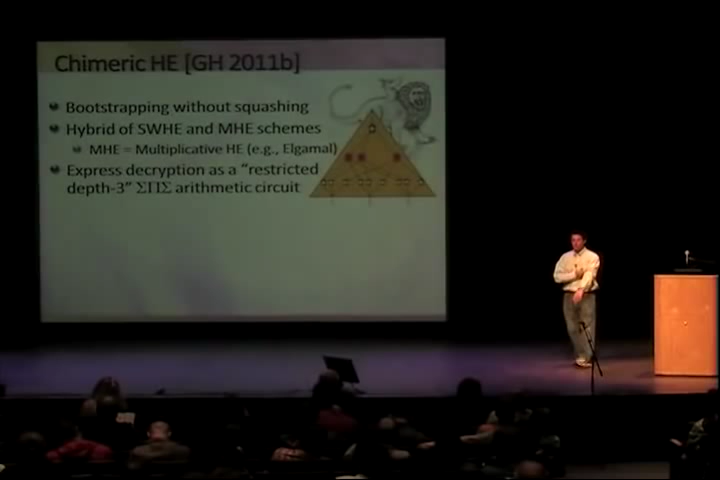 Chimeric HE [GH 2011b]
Bootstrapping without squashing
Hybrid of SWHE and MHE schemes
MHE = Multiplicative HE (e.g., Elgamal)
Express decryption as a "restricted
depth-3" ΣΠΣ arithmetic circuit